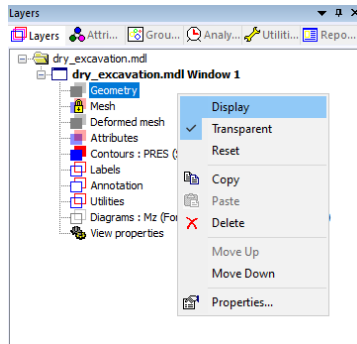 Layers
Layers Attri... Grou... Analy... Utiliti... Repo...
dry_excavation.mdl
dry_excavation.mdl Window 1
Geometry
Mesh
Deformed mesh
Attributes
Contours : PRES (
Labels
Annotation
Utilities
Diagrams : Mz (For
View properties
Display
Transparent
Reset
Copy
Paste
Delete
Move Up
Move Down
Properties...